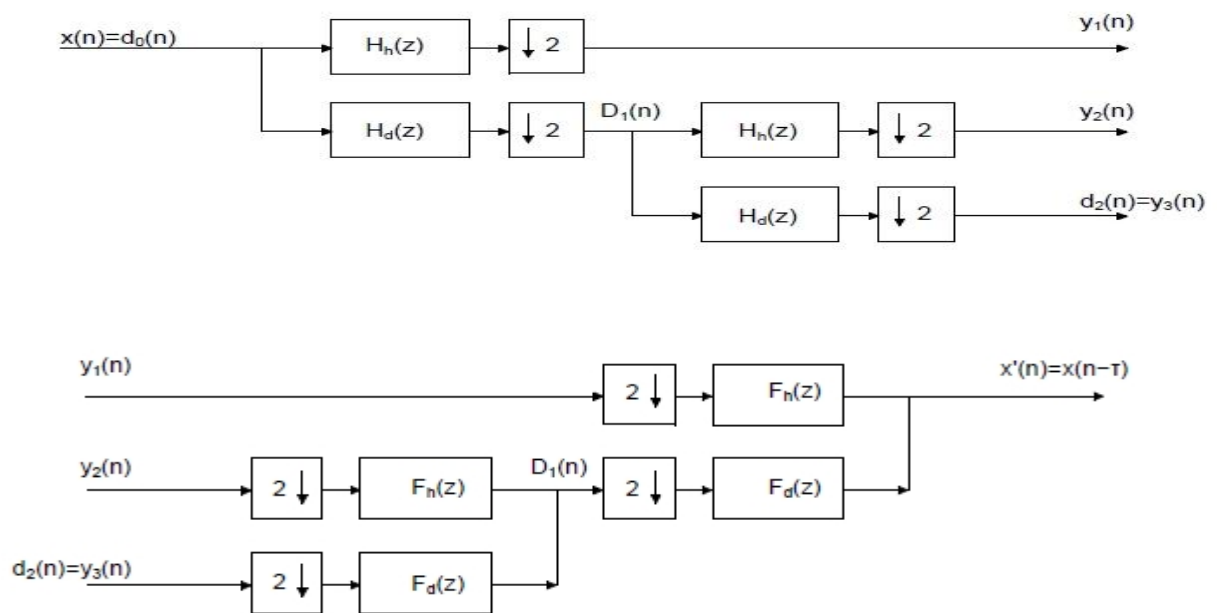 x(n)=d₀(n)
Hₕ(z)
↓ 2
y₁(n)
H_d(z)
↓ 2
D₁(n)
Hₕ(z)
↓ 2
y₂(n)
H_d(z)
↓ 2
d₂(n)=y₃(n)
y₁(n)
2 ↓
Fₕ(z)
x'(n)=x(n-τ)
y₂(n)
2 ↓
Fₕ(z)
D₁(n)
2 ↓
F_d(z)
d₂(n)=y₃(n)
2 ↓
F_d(z)